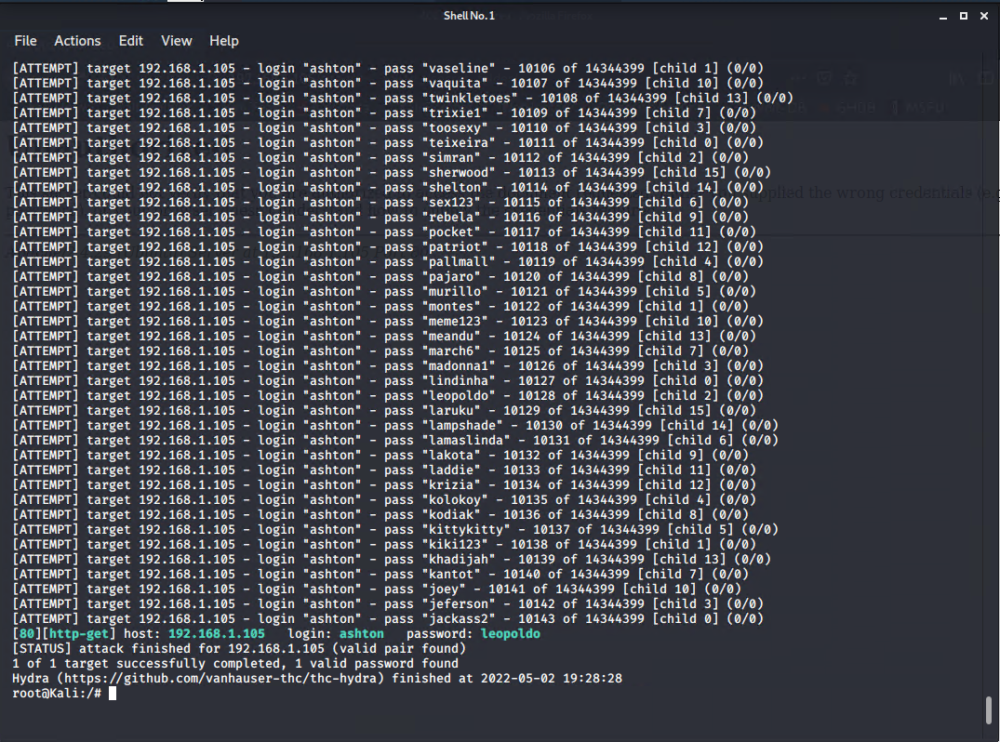 Shell No. 1
File Actions Edit View Help
[ATTEMPT] target 192.168.1.105 - login "ashton" - pass "vaseline" - 10106 of 14344399 [child 1] (0/0)
[ATTEMPT] target 192.168.1.105 - login "ashton" - pass "vaquita" - 10107 of 14344399 [child 10] (0/0)
[ATTEMPT] target 192.168.1.105 - login "ashton" - pass "twinkletoes" - 10108 of 14344399 [child 13] (0/0)
[ATTEMPT] target 192.168.1.105 - login "ashton" - pass "trixie1" - 10109 of 14344399 [child 7] (0/0)
[ATTEMPT] target 192.168.1.105 - login "ashton" - pass "toosexy" - 10110 of 14344399 [child 3] (0/0)
[ATTEMPT] target 192.168.1.105 - login "ashton" - pass "teixeira" - 10111 of 14344399 [child 0] (0/0)
[ATTEMPT] target 192.168.1.105 - login "ashton" - pass "simran" - 10112 of 14344399 [child 2] (0/0)
[ATTEMPT] target 192.168.1.105 - login "ashton" - pass "sherwood" - 10113 of 14344399 [child 15] (0/0)
[ATTEMPT] target 192.168.1.105 - login "ashton" - pass "shelton" - 10114 of 14344399 [child 14] (0/0)
[ATTEMPT] target 192.168.1.105 - login "ashton" - pass "sex123" - 10115 of 14344399 [child 6] (0/0) supplied the wrong credentials (e.g
[ATTEMPT] target 192.168.1.105 - login "ashton" - pass "rebela" - 10116 of 14344399 [child 9] (0/0)
[ATTEMPT] target 192.168.1.105 - login "ashton" - pass "pocket" - 10117 of 14344399 [child 11] (0/0)
[ATTEMPT] target 192.168.1.105 - login "ashton" - pass "patriot" - 10118 of 14344399 [child 12] (0/0)
[ATTEMPT] target 192.168.1.105 - login "ashton" - pass "pallmall" - 10119 of 14344399 [child 4] (0/0)
[ATTEMPT] target 192.168.1.105 - login "ashton" - pass "pajaro" - 10120 of 14344399 [child 8] (0/0)
[ATTEMPT] target 192.168.1.105 - login "ashton" - pass "murillo" - 10121 of 14344399 [child 5] (0/0)
[ATTEMPT] target 192.168.1.105 - login "ashton" - pass "montes" - 10122 of 14344399 [child 1] (0/0)
[ATTEMPT] target 192.168.1.105 - login "ashton" - pass "meme123" - 10123 of 14344399 [child 10] (0/0)
[ATTEMPT] target 192.168.1.105 - login "ashton" - pass "meandu" - 10124 of 14344399 [child 13] (0/0)
[ATTEMPT] target 192.168.1.105 - login "ashton" - pass "march6" - 10125 of 14344399 [child 7] (0/0)
[ATTEMPT] target 192.168.1.105 - login "ashton" - pass "madonna1" - 10126 of 14344399 [child 3] (0/0)
[ATTEMPT] target 192.168.1.105 - login "ashton" - pass "lindinha" - 10127 of 14344399 [child 0] (0/0)
[ATTEMPT] target 192.168.1.105 - login "ashton" - pass "leopoldo" - 10128 of 14344399 [child 2] (0/0)
[ATTEMPT] target 192.168.1.105 - login "ashton" - pass "laruku" - 10129 of 14344399 [child 15] (0/0)
[ATTEMPT] target 192.168.1.105 - login "ashton" - pass "lampshade" - 10130 of 14344399 [child 14] (0/0)
[ATTEMPT] target 192.168.1.105 - login "ashton" - pass "lamaslinda" - 10131 of 14344399 [child 6] (0/0)
[ATTEMPT] target 192.168.1.105 - login "ashton" - pass "lakota" - 10132 of 14344399 [child 9] (0/0)
[ATTEMPT] target 192.168.1.105 - login "ashton" - pass "laddie" - 10133 of 14344399 [child 11] (0/0)
[ATTEMPT] target 192.168.1.105 - login "ashton" - pass "krizia" - 10134 of 14344399 [child 12] (0/0)
[ATTEMPT] target 192.168.1.105 - login "ashton" - pass "kolokoy" - 10135 of 14344399 [child 4] (0/0)
[ATTEMPT] target 192.168.1.105 - login "ashton" - pass "kodiak" - 10136 of 14344399 [child 8] (0/0)
[ATTEMPT] target 192.168.1.105 - login "ashton" - pass "kittykitty" - 10137 of 14344399 [child 5] (0/0)
[ATTEMPT] target 192.168.1.105 - login "ashton" - pass "kiki123" - 10138 of 14344399 [child 1] (0/0)
[ATTEMPT] target 192.168.1.105 - login "ashton" - pass "khadijah" - 10139 of 14344399 [child 13] (0/0)
[ATTEMPT] target 192.168.1.105 - login "ashton" - pass "kantot" - 10140 of 14344399 [child 7] (0/0)
[ATTEMPT] target 192.168.1.105 - login "ashton" - pass "joey" - 10141 of 14344399 [child 10] (0/0)
[ATTEMPT] target 192.168.1.105 - login "ashton" - pass "jeferson" - 10142 of 14344399 [child 3] (0/0)
[ATTEMPT] target 192.168.1.105 - login "ashton" - pass "jackass2" - 10143 of 14344399 [child 0] (0/0)
[80][http-get] host: 192.168.1.105 login: ashton password: leopoldo
[STATUS] attack finished for 192.168.1.105 (valid pair found)
1 of 1 target successfully completed, 1 valid password found
Hydra (https://github.com/vanhauser-thc/thc-hydra) finished at 2022-05-02 19:28:28
root@Kali:/#